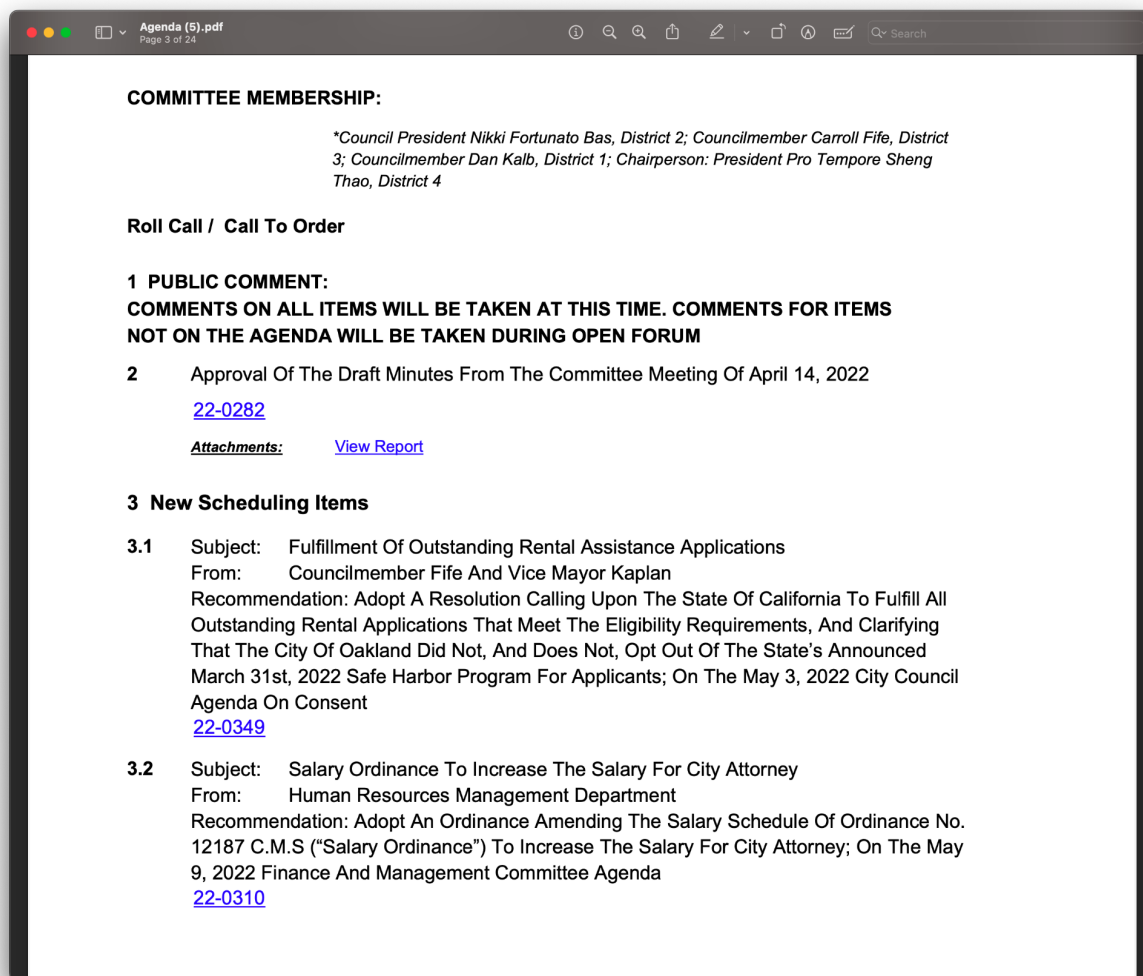 Agenda (5).pdf
Page 3 of 24
Search
COMMITTEE MEMBERSHIP:
*Council President Nikki Fortunato Bas, District 2; Councilmember Carroll Fife, District
3; Councilmember Dan Kalb, District 1; Chairperson: President Pro Tempore Sheng
Thao, District 4
Roll Call / Call To Order
1 PUBLIC COMMENT:
COMMENTS ON ALL ITEMS WILL BE TAKEN AT THIS TIME. COMMENTS FOR ITEMS
NOT ON THE AGENDA WILL BE TAKEN DURING OPEN FORUM
2 Approval Of The Draft Minutes From The Committee Meeting Of April 14, 2022
22-0282
Attachments: View Report
3 New Scheduling Items
3.1 Subject: Fulfillment Of Outstanding Rental Assistance Applications
From: Councilmember Fife And Vice Mayor Kaplan
Recommendation: Adopt A Resolution Calling Upon The State Of California To Fulfill All
Outstanding Rental Applications That Meet The Eligibility Requirements, And Clarifying
That The City Of Oakland Did Not, And Does Not, Opt Out Of The State's Announced
March 31st, 2022 Safe Harbor Program For Applicants; On The May 3, 2022 City Council
Agenda On Consent
22-0349
3.2 Subject: Salary Ordinance To Increase The Salary For City Attorney
From: Human Resources Management Department
Recommendation: Adopt An Ordinance Amending The Salary Schedule Of Ordinance No.
12187 C.M.S (“Salary Ordinance”) To Increase The Salary For City Attorney; On The May
9, 2022 Finance And Management Committee Agenda
22-0310